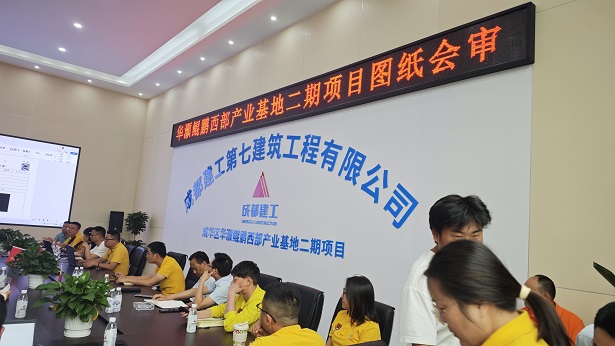 华灏鲲鹏西部产业基地二期项目图纸会审
成都建工第七建筑工程有限公司
成都建工
CHENGDU CONSTRUCTION
成华区华灏鲲鹏西部产业基地二期项目